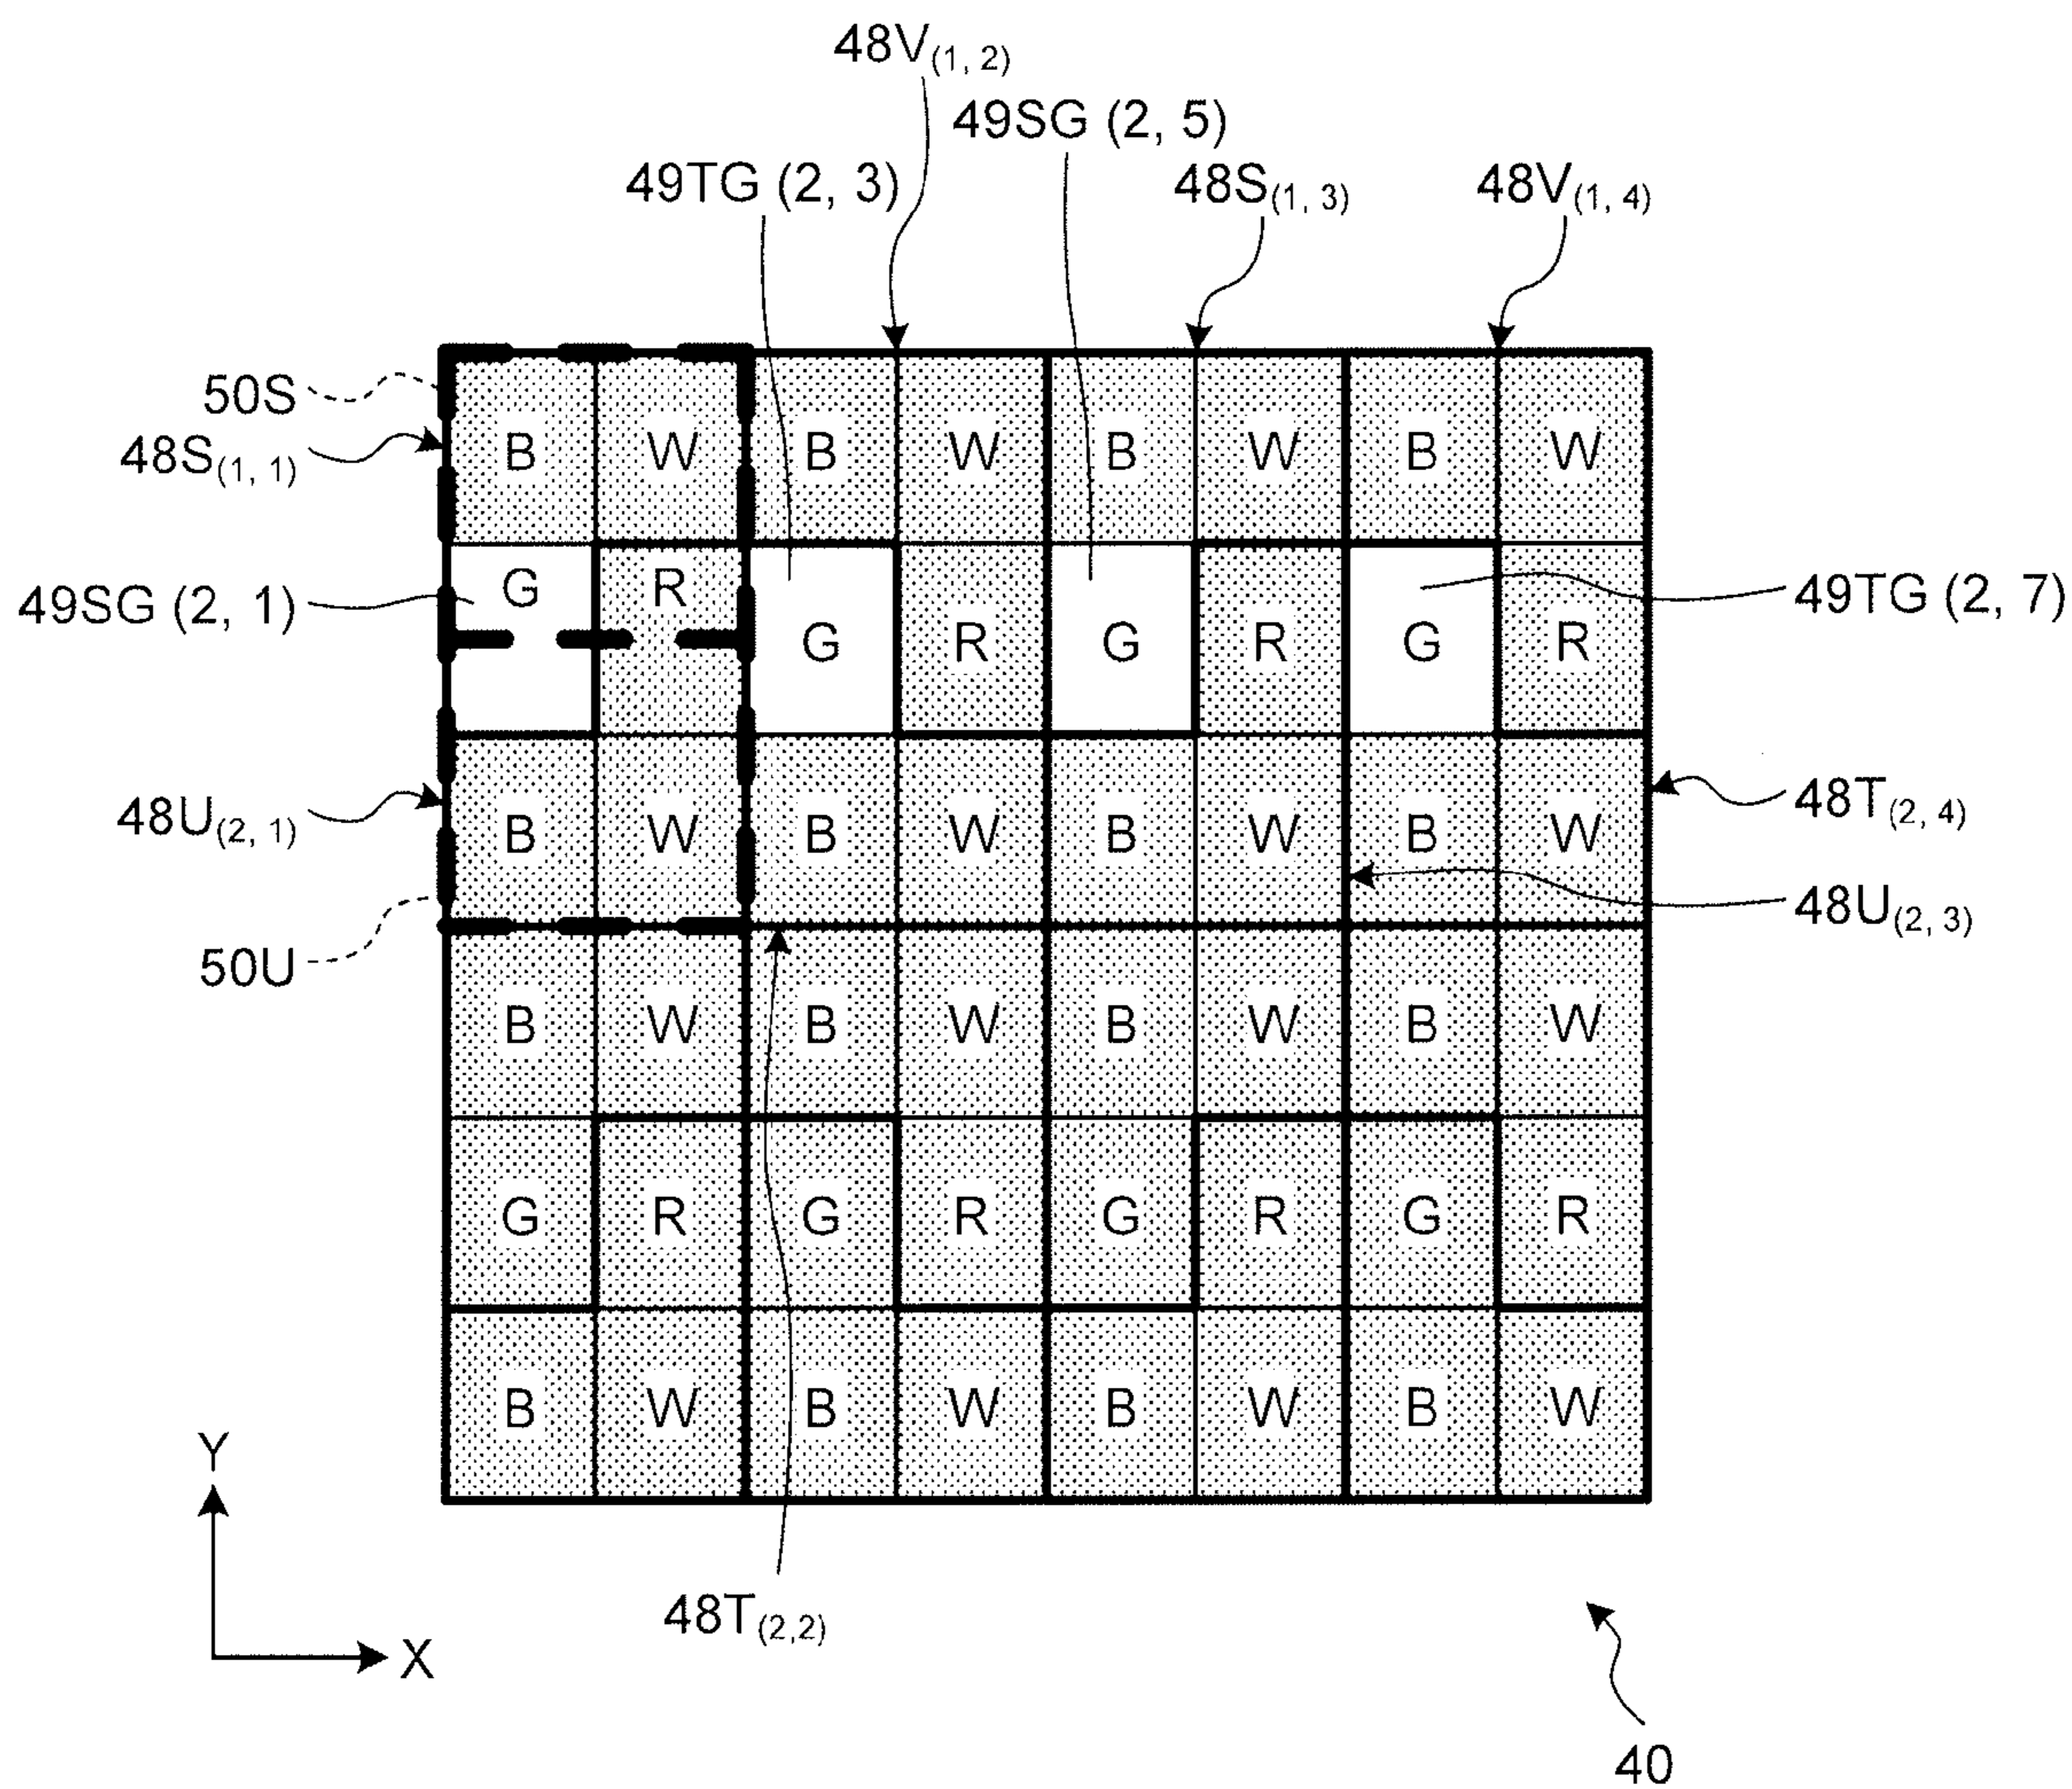 48V(1, 2)
49SG (2, 5)
49TG (2, 3)
48S(1, 3)
48V(1, 4)
50S
48S(1, 1)
B W B W B W B W
49SG (2, 1)
G R G R G R G R
49TG (2, 7)
48U(2, 1)
B W B W B W B W
48T(2, 4)
48U(2, 3)
50U
B W B W B W B W
G R G R G R G R
B W B W B W B W
Y
X
48T(2,2)
40